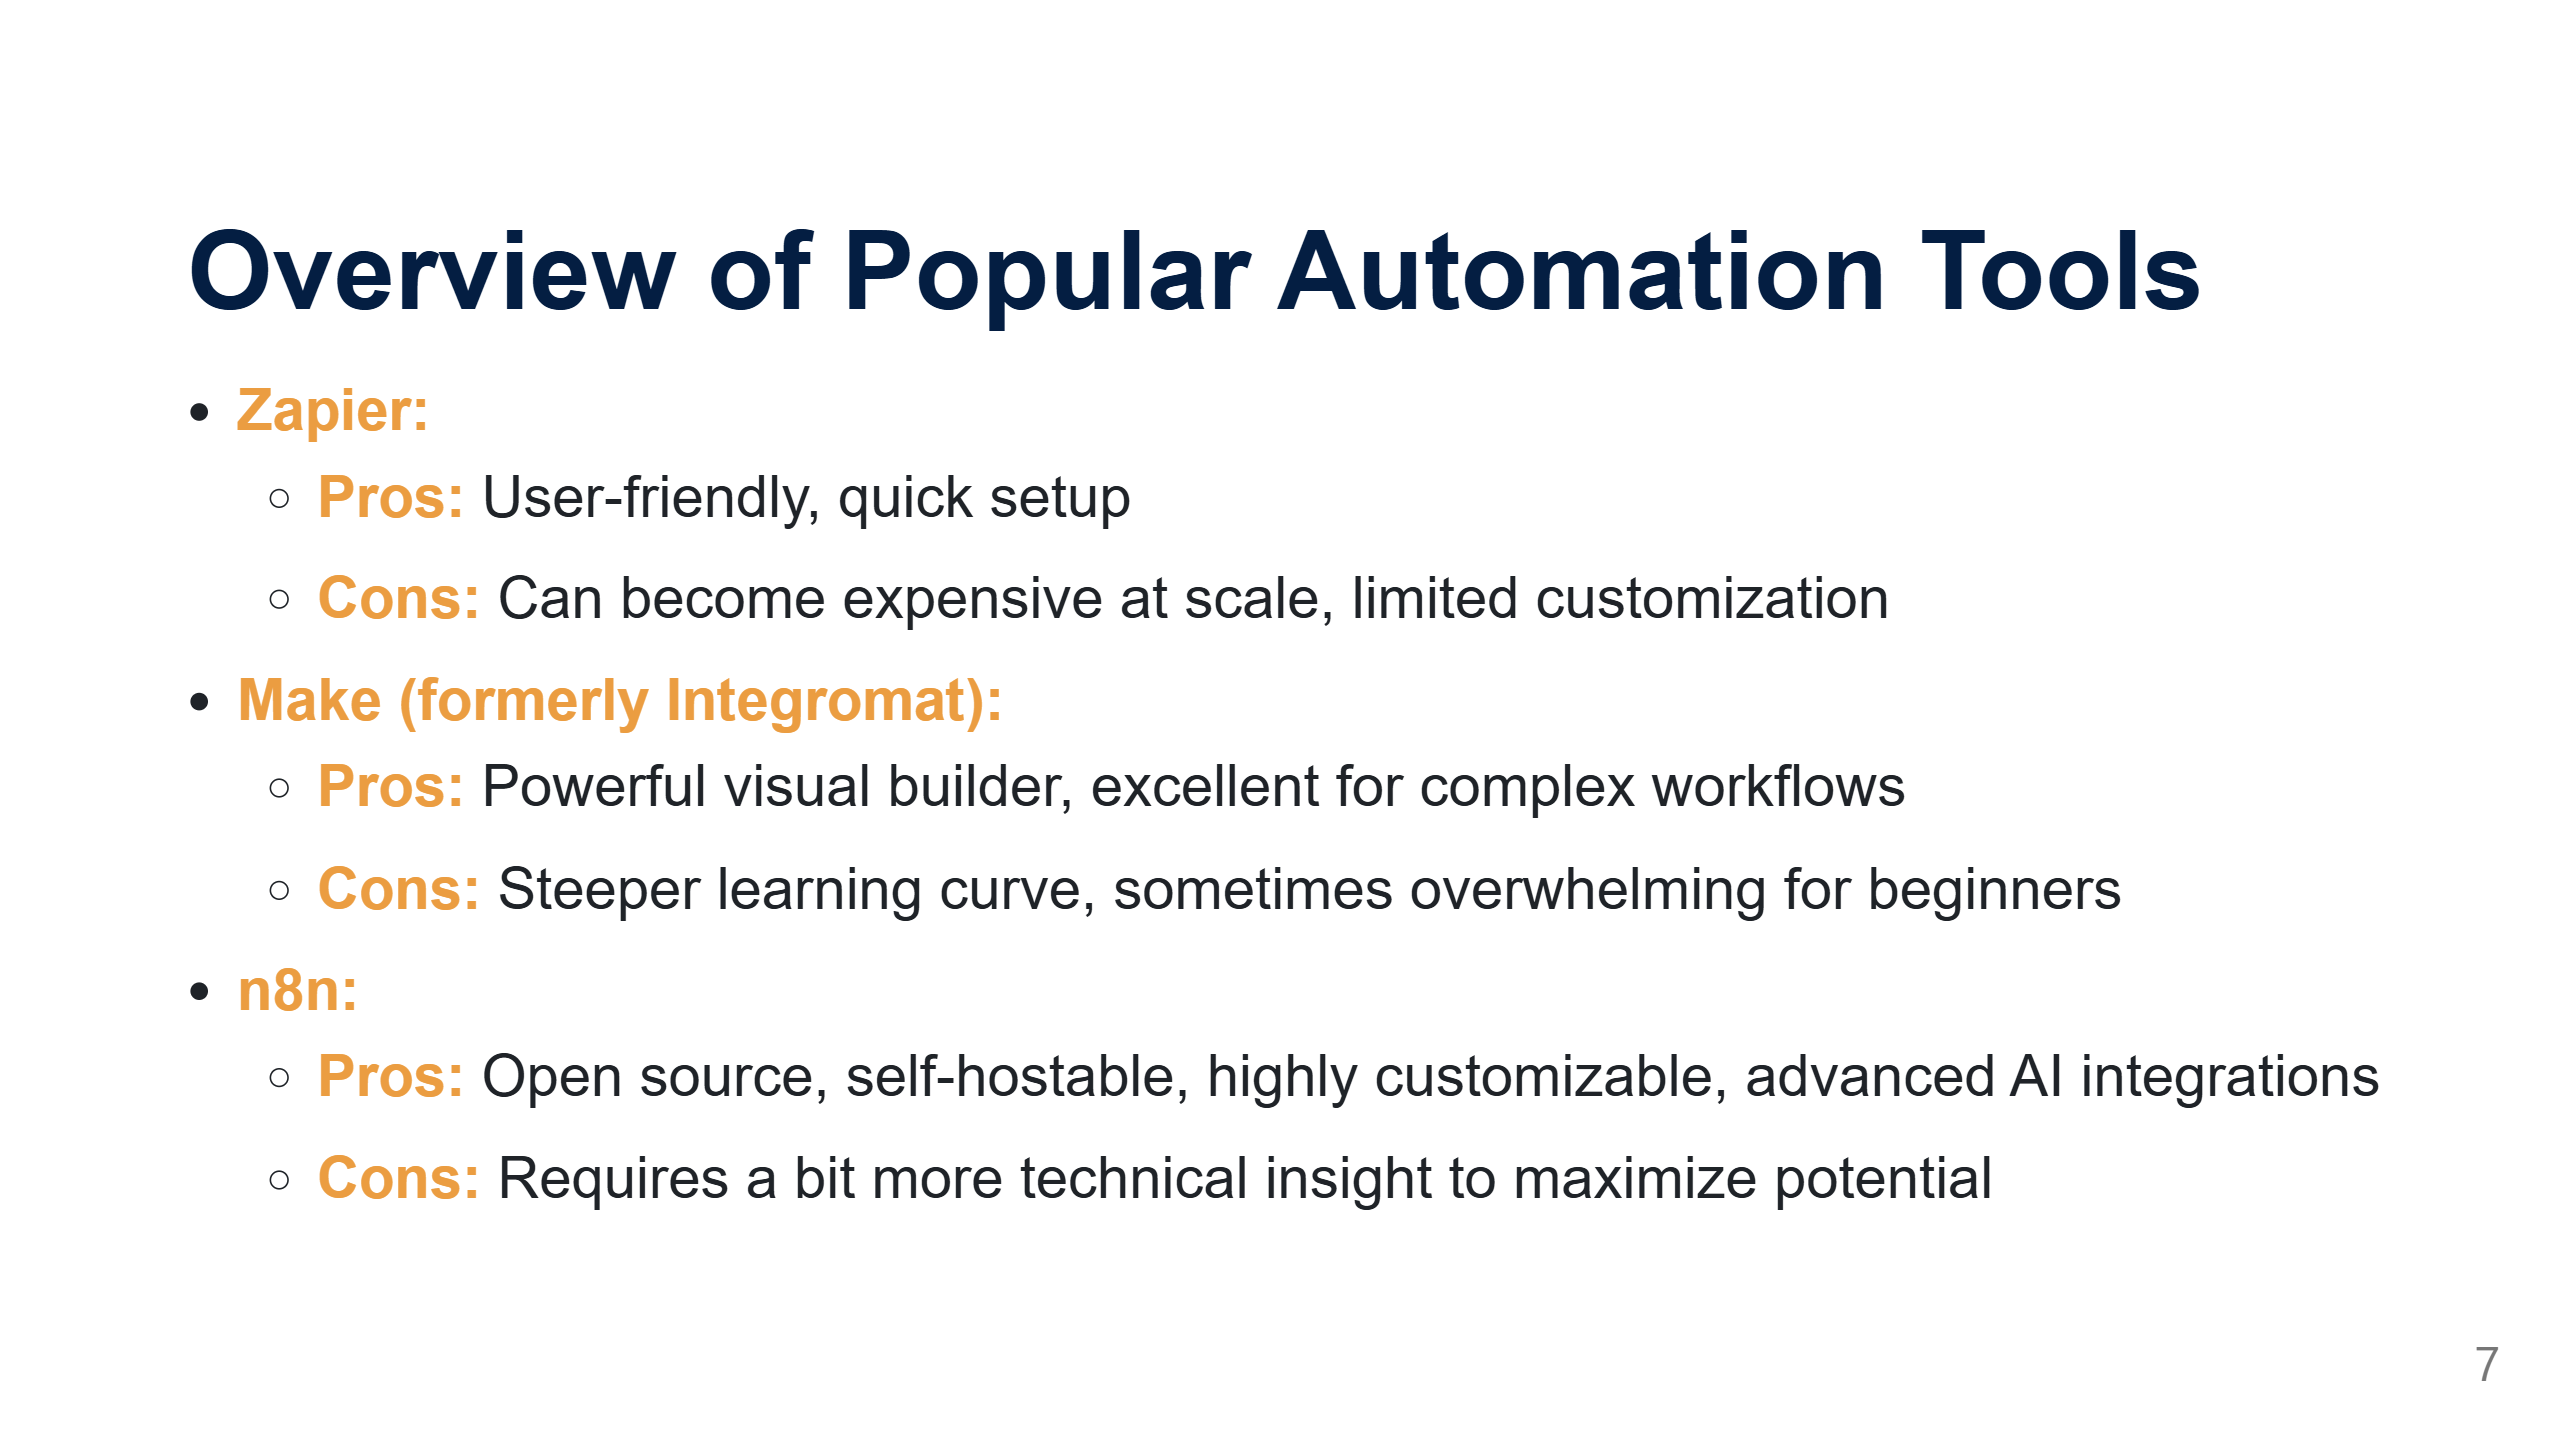 Overview of Popular Automation Tools
• Zapier:
◦ Pros: User-friendly, quick setup
◦ Cons: Can become expensive at scale, limited customization
• Make (formerly Integromat):
◦ Pros: Powerful visual builder, excellent for complex workflows
◦ Cons: Steeper learning curve, sometimes overwhelming for beginners
• n8n:
◦ Pros: Open source, self-hostable, highly customizable, advanced AI integrations
◦ Cons: Requires a bit more technical insight to maximize potential
7